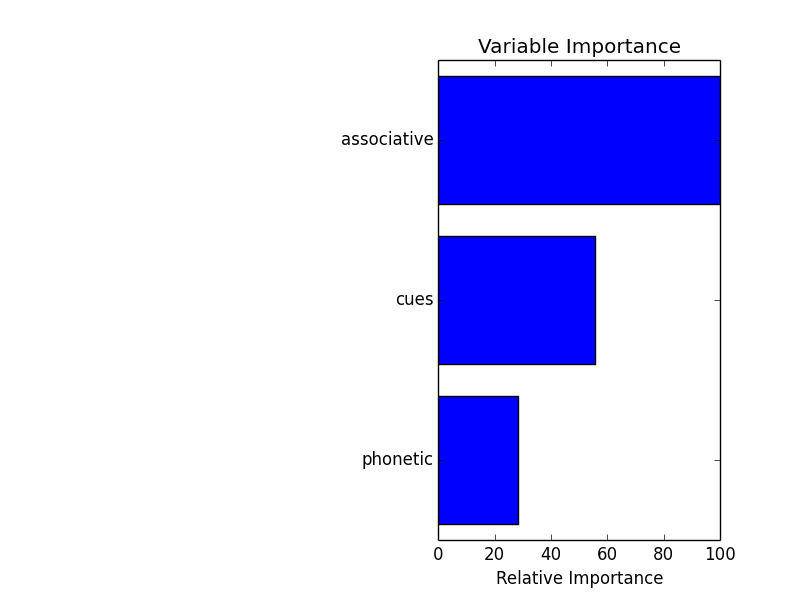 Variable Importance
associative
cues
phonetic
0 20 40 60 80 100
Relative Importance